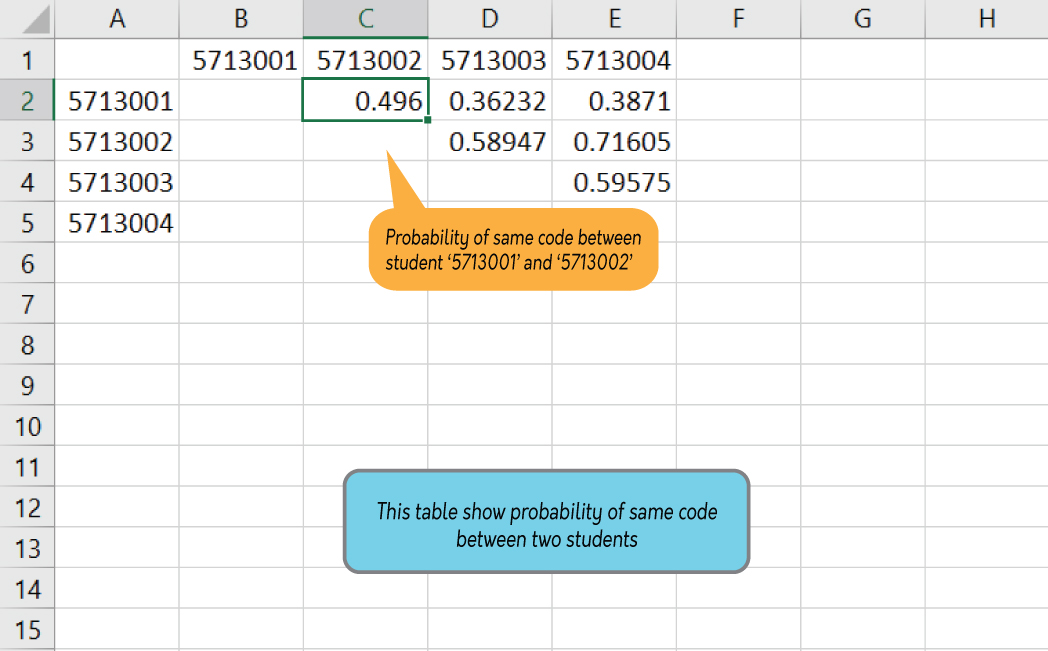 A B C D E F G H
1 5713001 5713002 5713003 5713004
2 5713001 0.496 0.36232 0.3871
3 5713002 0.58947 0.71605
4 5713003 0.59575
5 5713004
Probability of same code between
student ‘5713001’ and ‘5713002’
6
7
8
9
10
11
12
This table show probability of same code
between two students
13
14
15